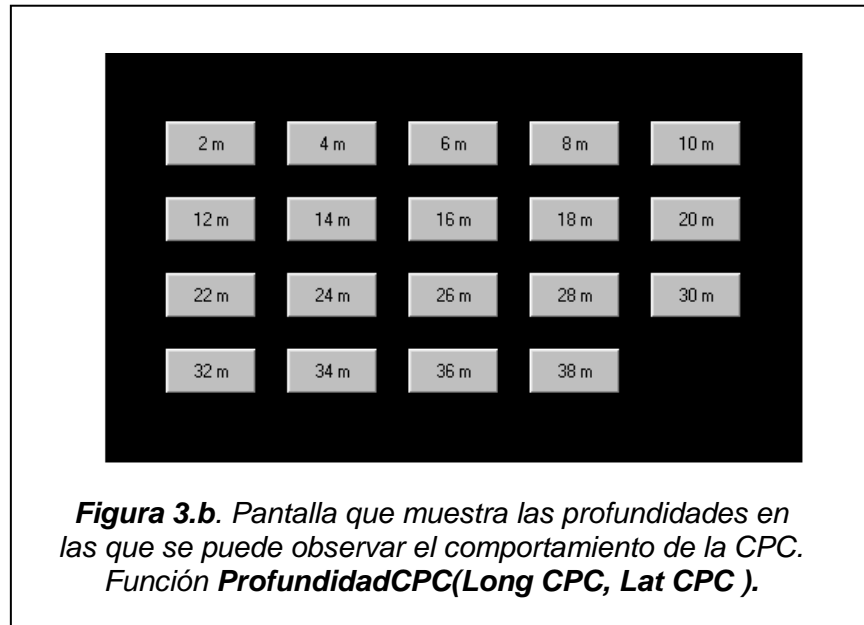 2 m 4 m 6 m 8 m 10 m
12 m 14 m 16 m 18 m 20 m
22 m 24 m 26 m 28 m 30 m
32 m 34 m 36 m 38 m
Figura 3.b. Pantalla que muestra las profundidades en
las que se puede observar el comportamiento de la CPC.
Función ProfundidadCPC(Long CPC, Lat CPC ).